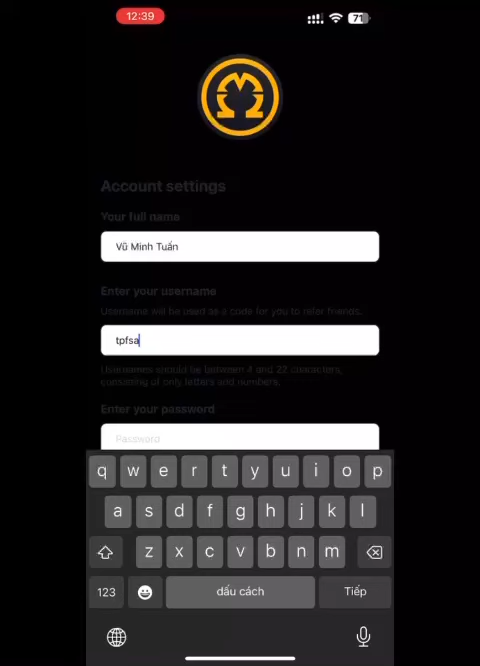 12:39
71
Account settings
Your full name
Vũ Minh Tuấn
Enter your username
Username will be used as a code for you to refer friends.
tpfsa
Usernames should be between 4 and 22 characters,
consisting of only letters and numbers.
Enter your password
Password
q w e r t y u i o p
a s d f g h j k l
z x c v b n m
123 dấu cách Tiếp